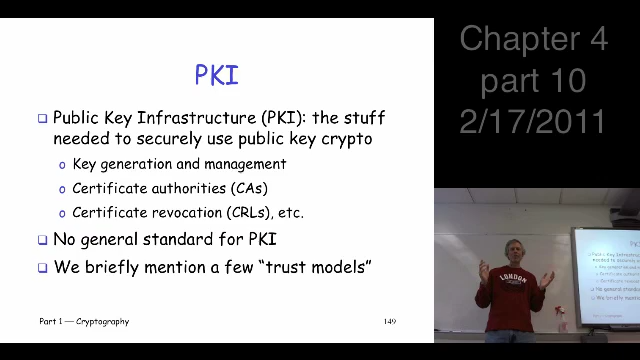 PKI
Public Key Infrastructure (PKI): the stuff
needed to securely use public key crypto
Key generation and management
Certificate authorities (CAs)
Certificate revocation (CRLs), etc.
No general standard for PKI
We briefly mention a few “trust models”
Part 1 — Cryptography
149
Chapter 4
part 10
2/17/2011
LONDON